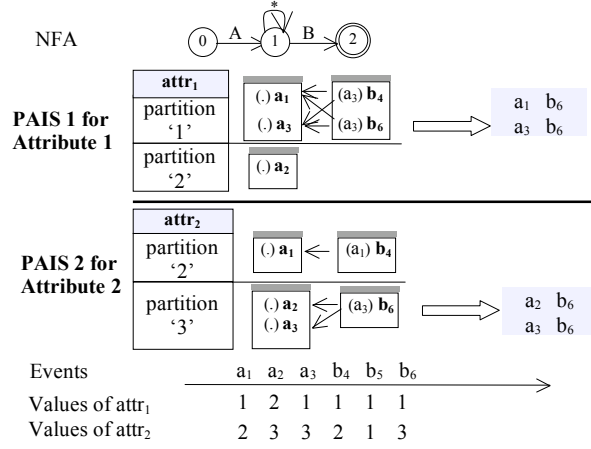 NFA 0 A 1 * B 2
attr₁
PAIS 1 for Attribute 1
partition '1'
(.) a₁ (a₃) b₄
(.) a₃ (a₃) b₆
a₁ b₆
a₃ b₆
partition '2'
(.) a₂
attr₂
PAIS 2 for Attribute 2
partition '2'
(.) a₁ (a₁) b₄
partition '3'
(.) a₂ (a₃) b₆
(.) a₃
a₂ b₆
a₃ b₆
Events a₁ a₂ a₃ b₄ b₅ b₆
Values of attr₁ 1 2 1 1 1 1
Values of attr₂ 2 3 3 2 1 3